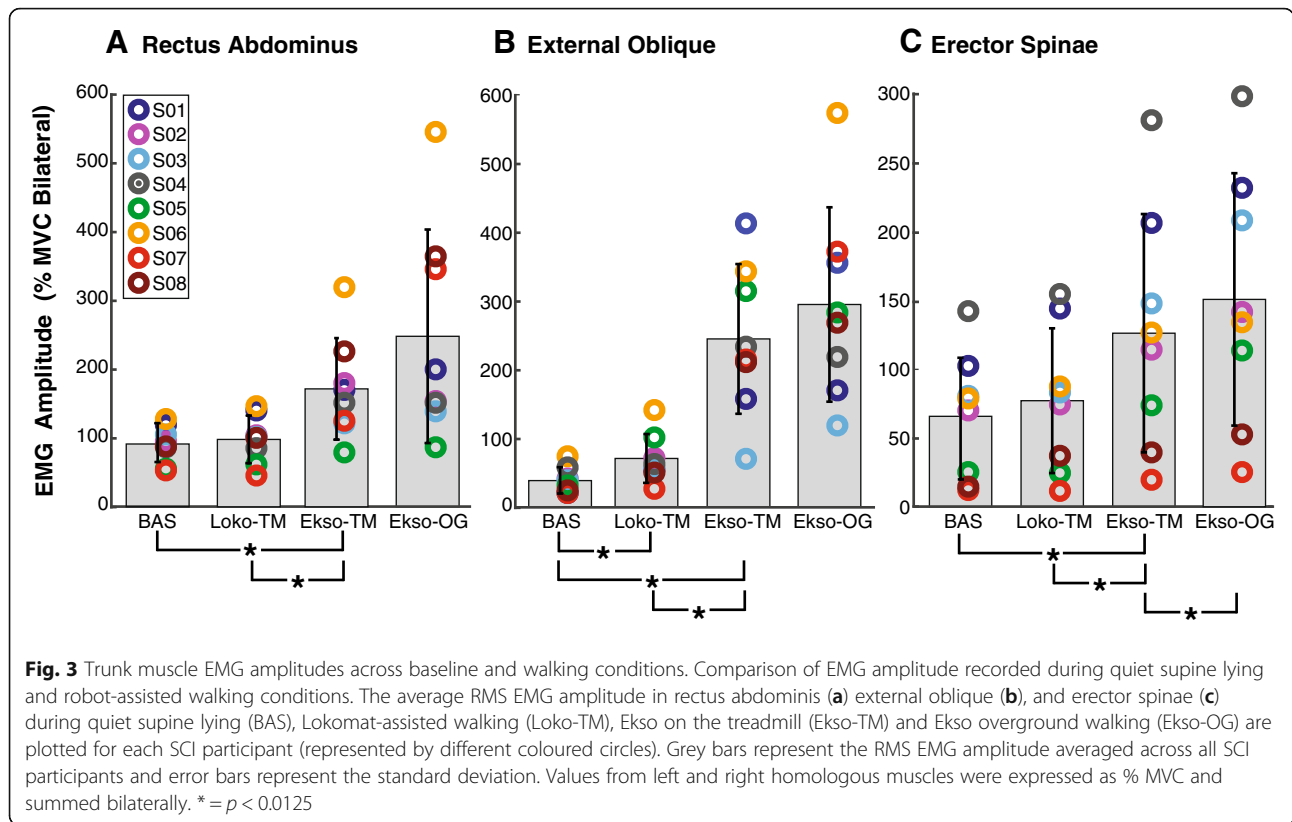 A Rectus Abdominus
B External Oblique
C Erector Spinae
EMG Amplitude (% MVC Bilateral)
600
500
400
300
200
100
0
S01
S02
S03
S04
S05
S06
S07
S08
BAS Loko-TM Ekso-TM Ekso-OG
*
*
600
500
400
300
200
100
0
BAS Loko-TM Ekso-TM Ekso-OG
*
*
*
300
250
200
150
100
50
0
BAS Loko-TM Ekso-TM Ekso-OG
*
*
*
Fig. 3 Trunk muscle EMG amplitudes across baseline and walking conditions. Comparison of EMG amplitude recorded during quiet supine lying
and robot-assisted walking conditions. The average RMS EMG amplitude in rectus abdominis (a) external oblique (b), and erector spinae (c)
during quiet supine lying (BAS), Lokomat-assisted walking (Loko-TM), Ekso on the treadmill (Ekso-TM) and Ekso overground walking (Ekso-OG) are
plotted for each SCI participant (represented by different coloured circles). Grey bars represent the RMS EMG amplitude averaged across all SCI
participants and error bars represent the standard deviation. Values from left and right homologous muscles were expressed as % MVC and
summed bilaterally. * = p < 0.0125